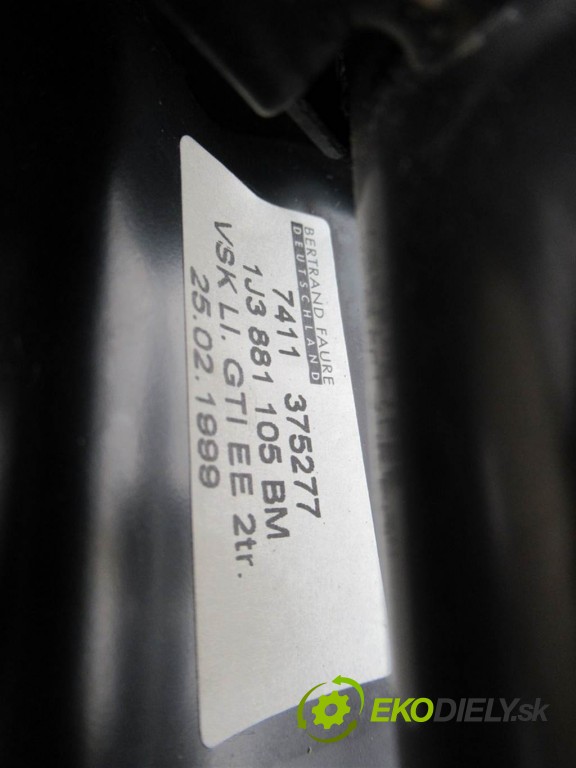 BERTRAND FAURE
DEUTSCHLAND
7411 375277
1J3 881 105 BM
VSK LI. GTI EE 2tr.
25.02.1999
EKODIELY.sk